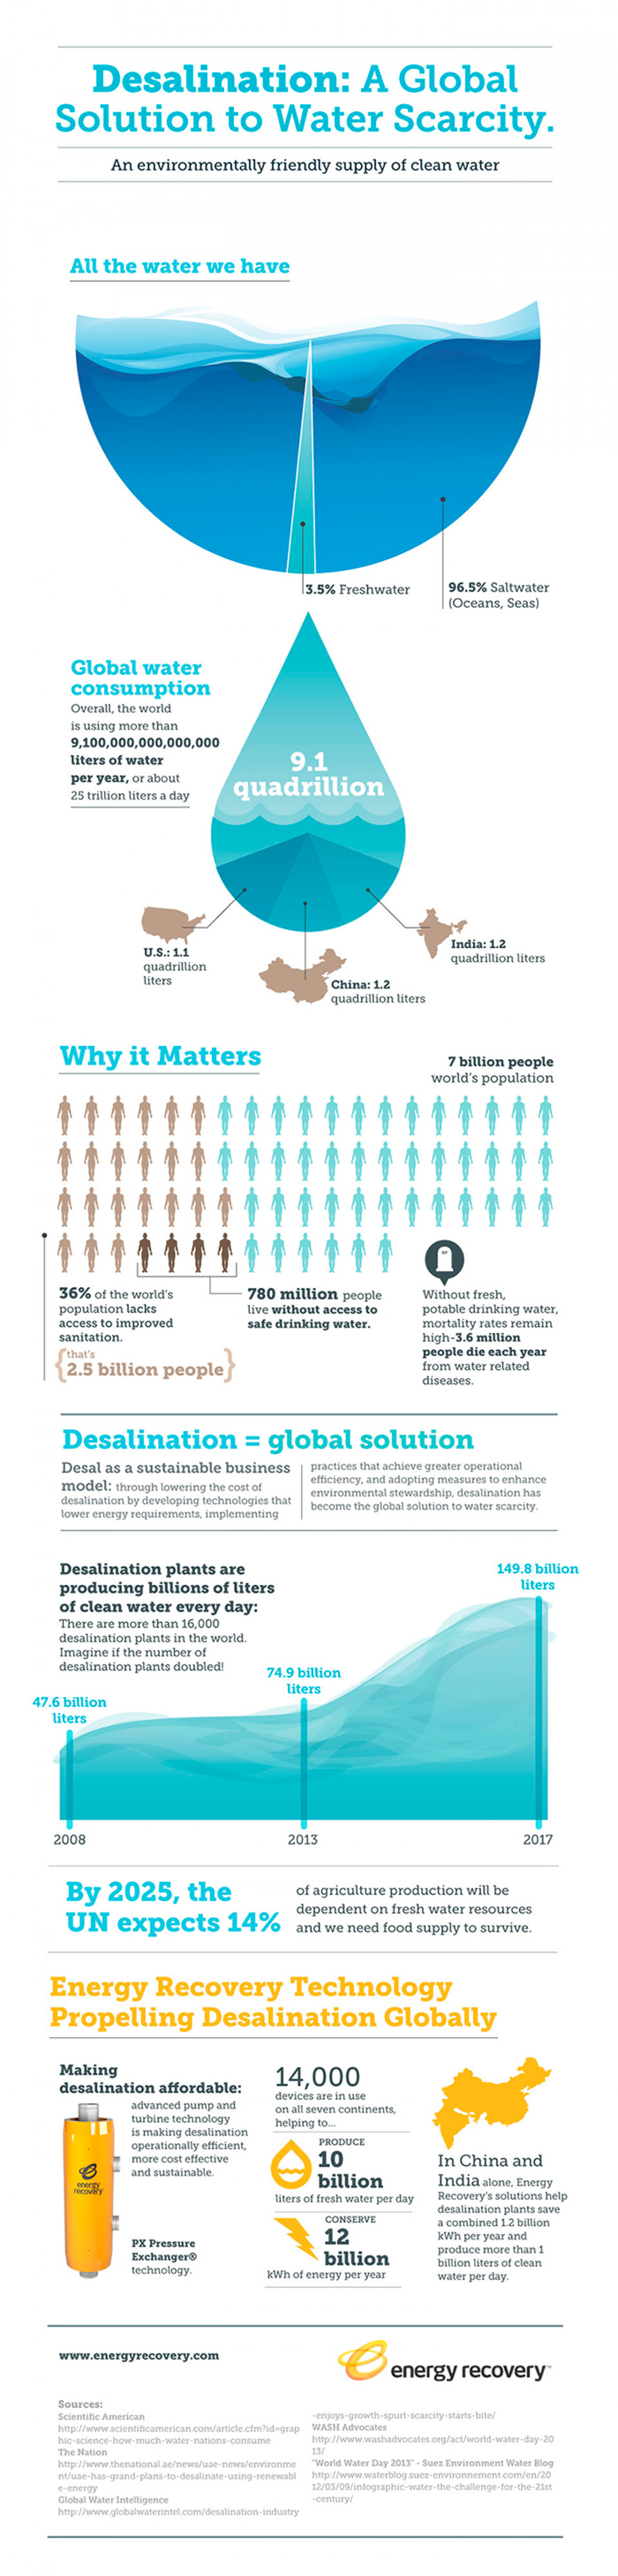 Desalination: A Global
Solution to Water Scarcity.
An environmentally friendly supply of clean water
All the water we have
3.5% Freshwater
96.5% Saltwater
(Oceans, Seas)
Global water
consumption
Overall, the world
is using more than
9,100,000,000,000,000
liters of water
per year, or about
25 trillion liters a day
9.1
quadrillion
U.S.: 1.1
quadrillion
liters
China: 1.2
quadrillion liters
India: 1.2
quadrillion liters
Why it Matters
7 billion people
world's population
36% of the world's
population lacks
access to improved
sanitation.
{that's
2.5 billion people}
780 million people
live without access to
safe drinking water.
RIP
Without fresh,
potable drinking water,
mortality rates remain
high-3.6 million
people die each year
from water related
diseases.
Desalination = global solution
Desal as a sustainable business
model: through lowering the cost of
desalination by developing technologies that
lower energy requirements, implementing
practices that achieve greater operational
efficiency, and adopting measures to enhance
environmental stewardship, desalination has
become the global solution to water scarcity.
Desalination plants are
producing billions of liters
of clean water every day:
There are more than 16,000
desalination plants in the world.
Imagine if the number of
desalination plants doubled!
47.6 billion
liters
74.9 billion
liters
149.8 billion
liters
2008
2013
2017
By 2025, the
UN expects 14%
of agriculture production will be
dependent on fresh water resources
and we need food supply to survive.
Energy Recovery Technology
Propelling Desalination Globally
Making
desalination affordable:
advanced pump and
turbine technology
is making desalination
operationally efficient,
more cost effective
and sustainable.
energy
recovery
PX Pressure
Exchanger®
technology.
14,000
devices are in use
on all seven continents,
helping to...
PRODUCE
10
billion
liters of fresh water per day
CONSERVE
12
billion
kWh of energy per year
In China and
India alone, Energy
Recovery's solutions help
desalination plants save
a combined 1.2 billion
kWh per year and
produce more than 1
billion liters of clean
water per day.
www.energyrecovery.com
energy recovery™
Sources:
Scientific American
http://www.scientificamerican.com/article.cfm?id=grap
hic-science-how-much-water-nations-consume
The Nation
http://www.thenational.ae/news/uae-news/environme
nt/uae-has-grand-plans-to-desalinate-using-renewabl
e-energy
Global Water Intelligence
http://www.globalwaterintel.com/desalination-industry
-enjoys-growth-spurt-scarcity-starts-bite/
WASH Advocates
http://www.washadvocates.org/act/world-water-day-20
13/
"World Water Day 2013" - Suez Environment Water Blog
http://www.waterblog.suez-environnement.com/en/20
12/03/09/infographic-water-the-challenge-for-the-21st
-century/